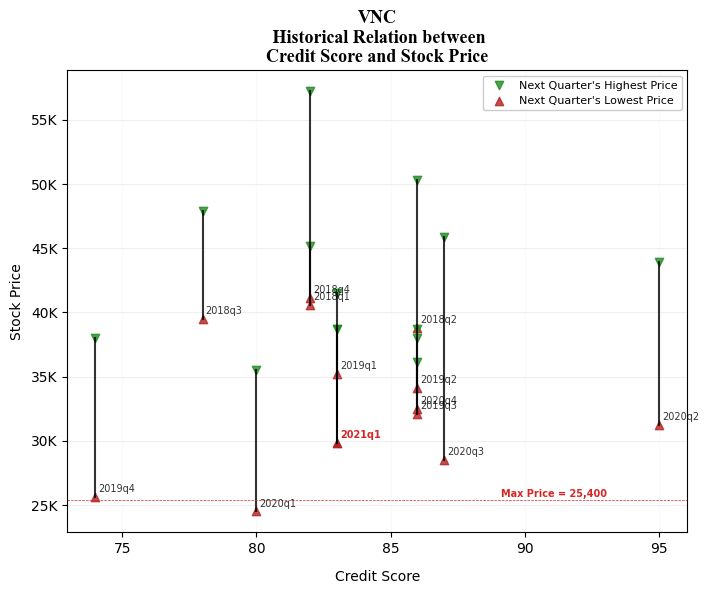 VNC
Historical Relation between
Credit Score and Stock Price
Next Quarter's Highest Price
Next Quarter's Lowest Price
55K
50K
45K
40K
35K
30K
25K
Stock Price
2018q4
2018q1
2018q3
2018q2
2019q1
2019q2
2020q4
2019q3
2021q1
2020q3
2020q2
2019q4
2020q1
Max Price = 25,400
75
80
85
90
95
Credit Score